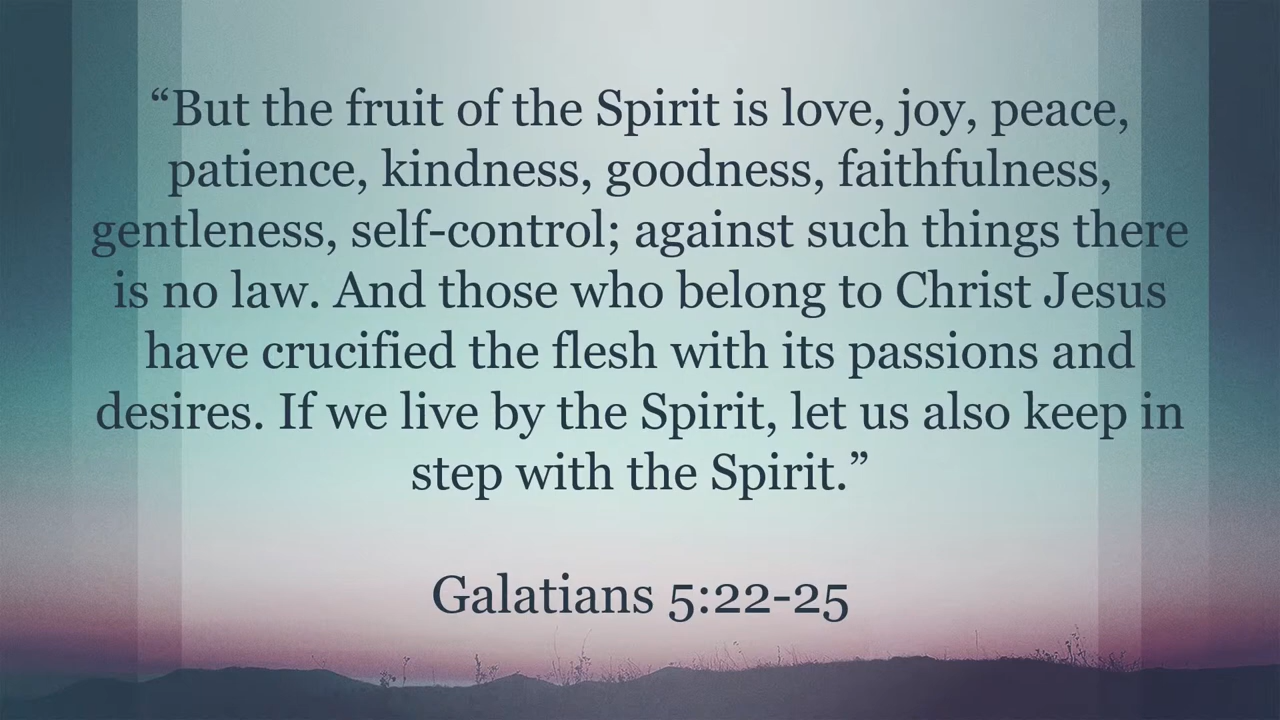 “But the fruit of the Spirit is love, joy, peace,
patience, kindness, goodness, faithfulness,
gentleness, self-control; against such things there
is no law. And those who belong to Christ Jesus
have crucified the flesh with its passions and
desires. If we live by the Spirit, let us also keep in
step with the Spirit.”
Galatians 5:22-25